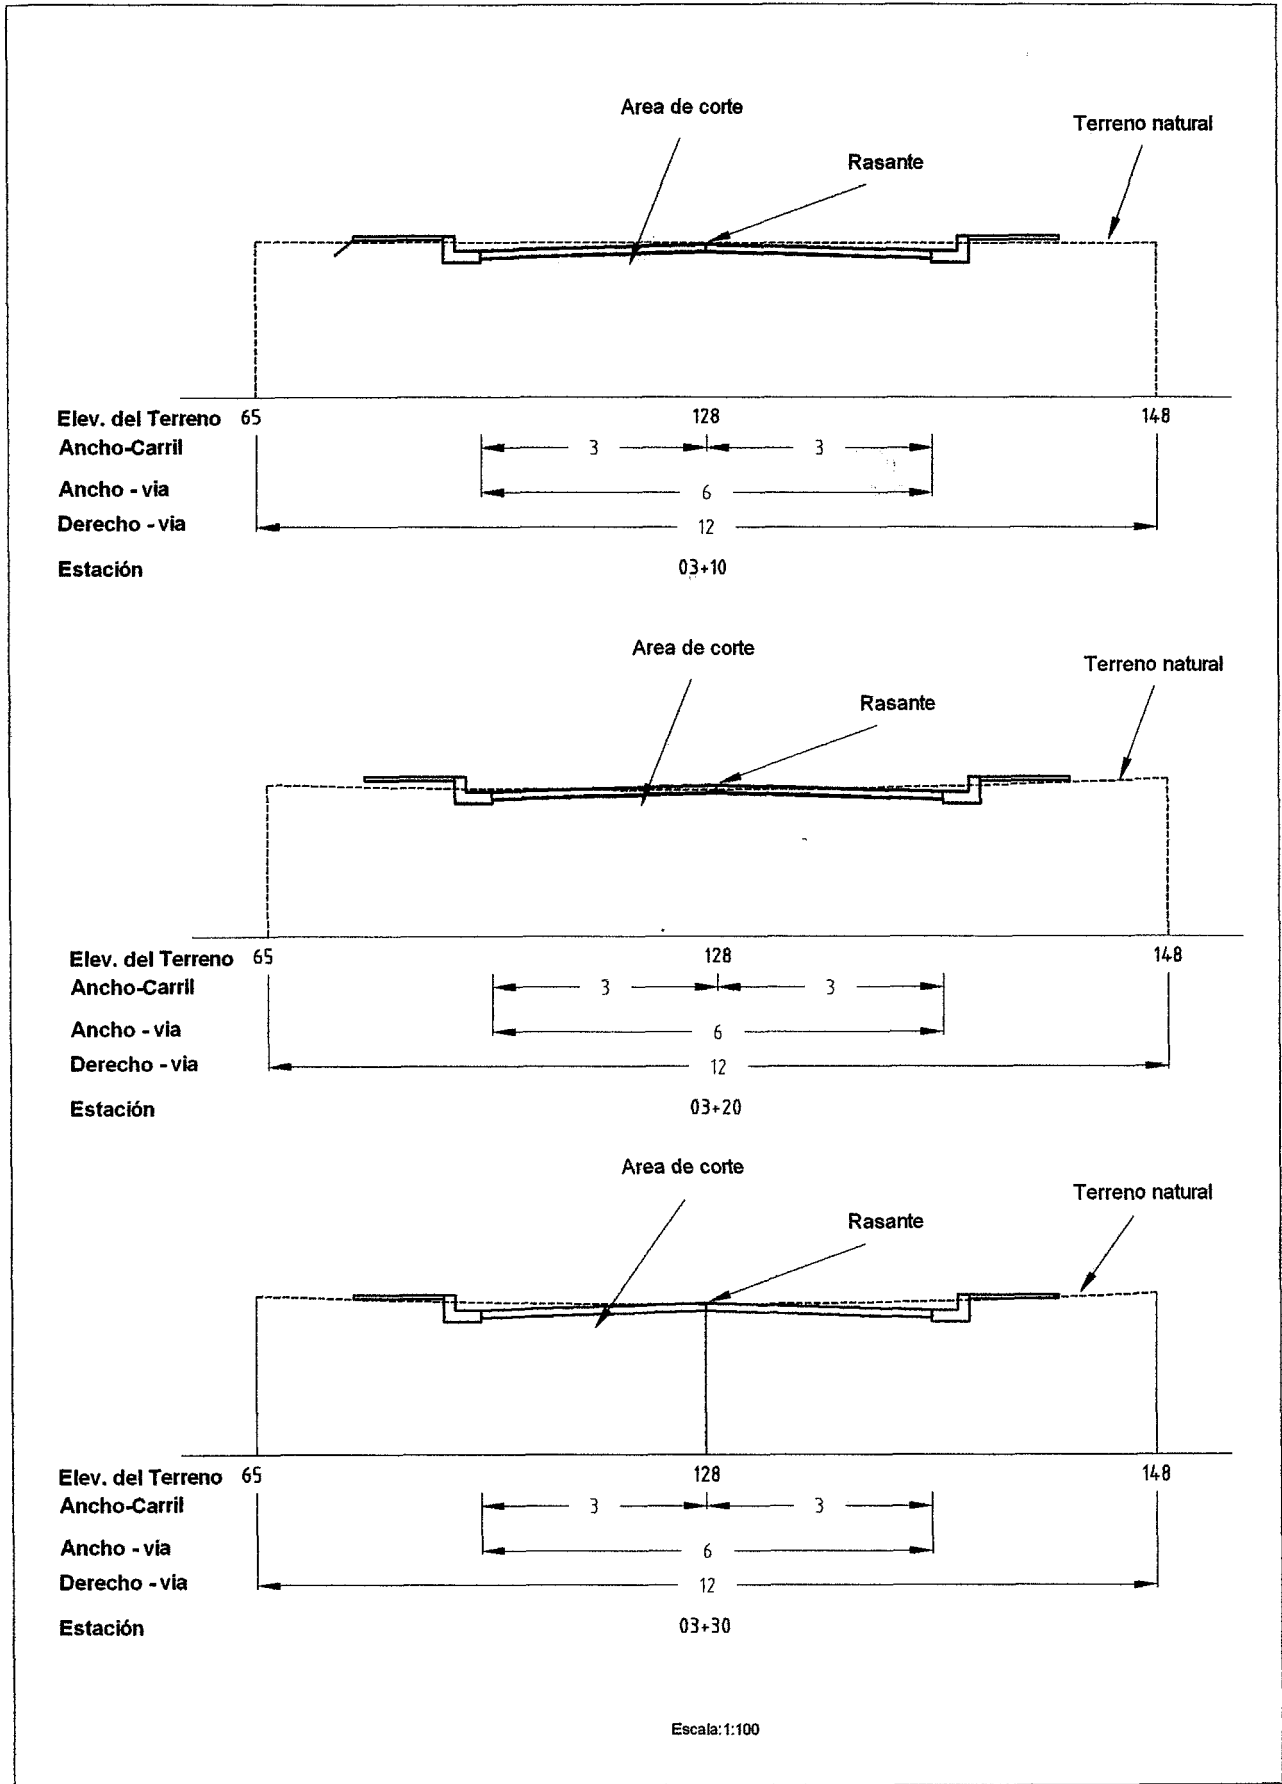 Area de corte
Terreno natural
Rasante
Elev. del Terreno 65 128 148
Ancho-Carril 3 3
Ancho - via 6
Derecho - via 12
Estación 03+10
Area de corte
Terreno natural
Rasante
Elev. del Terreno 65 128 148
Ancho-Carril 3 3
Ancho - via 6
Derecho - via 12
Estación 03+20
Area de corte
Terreno natural
Rasante
Elev. del Terreno 65 128 148
Ancho-Carril 3 3
Ancho - via 6
Derecho - via 12
Estación 03+30
Escala:1:100